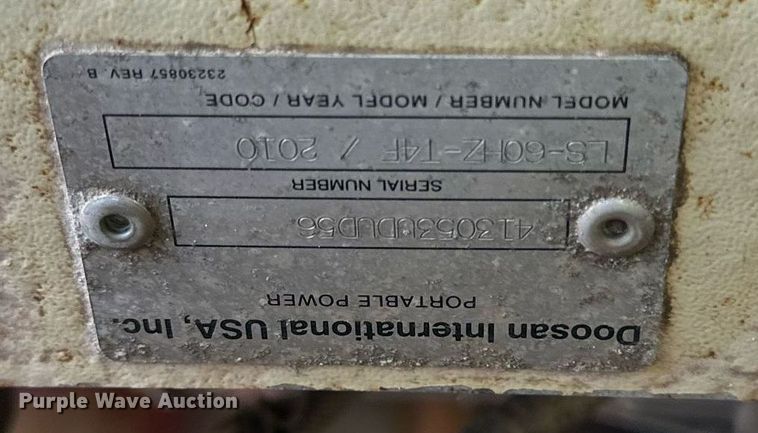 Doosan International USA, Inc.
PORTABLE POWER
413053UDUD56
SERIAL NUMBER
LS-60HZ-T4F / 2010
MODEL NUMBER / MODEL YEAR / CODE
23230857 REV. B
Purple Wave Auction